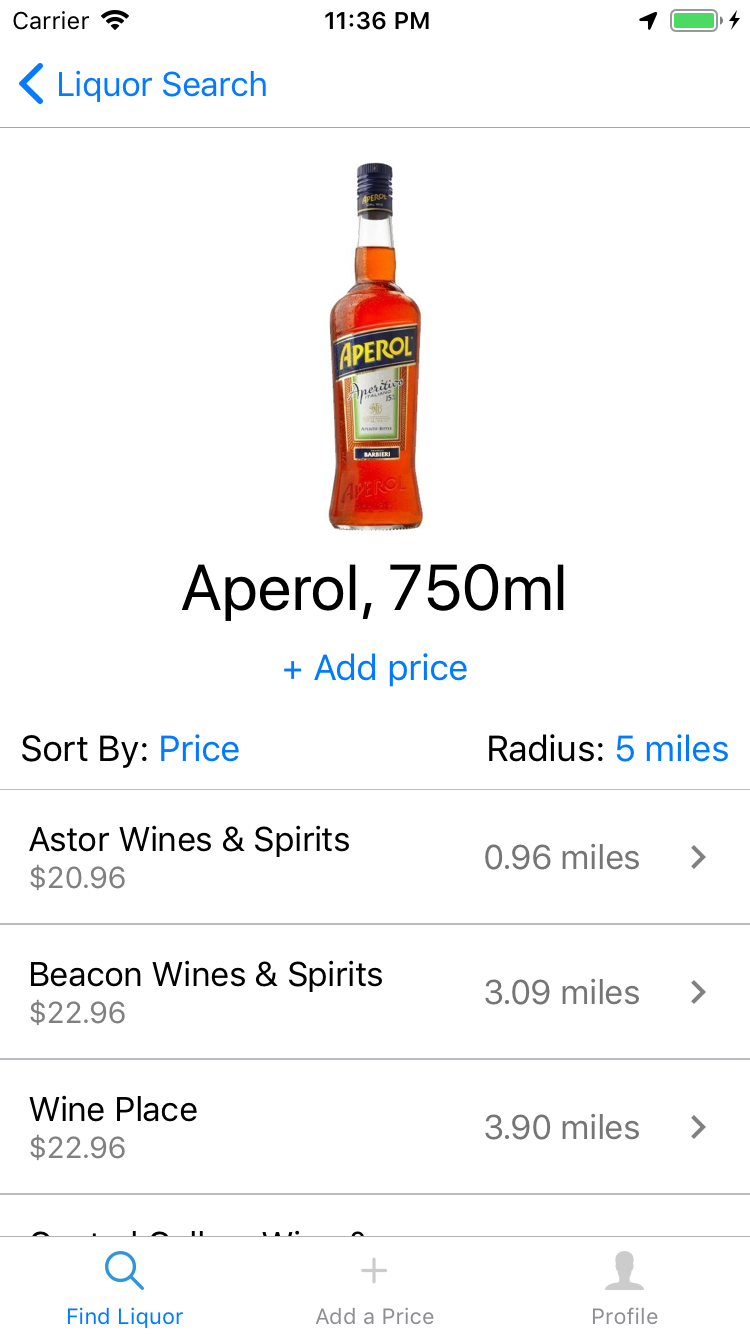 Carrier 11:36 PM
Liquor Search
APEROL
APEROL
Aperitivo
ITALIANO
BARBIERI
APEROL
Aperol, 750ml
+ Add price
Sort By: Price Radius: 5 miles
Astor Wines & Spirits
$20.96
0.96 miles
Beacon Wines & Spirits
$22.96
3.09 miles
Wine Place
$22.96
3.90 miles
Find Liquor Add a Price Profile